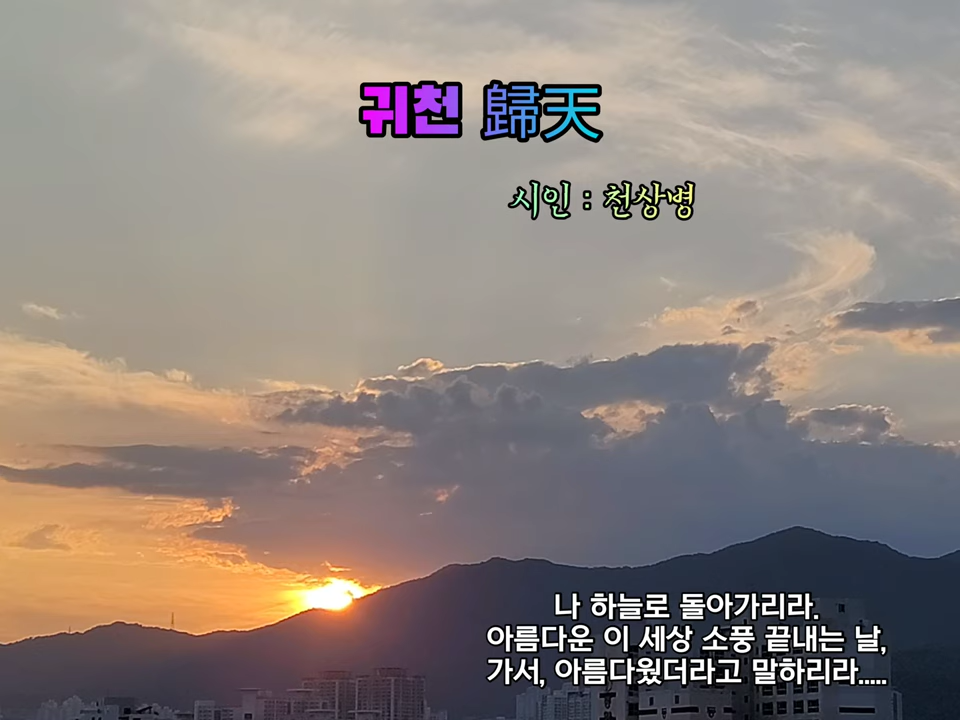 귀천 歸天
시인 : 천상병
나 하늘로 돌아가리라.
아름다운 이 세상 소풍 끝내는 날,
가서, 아름다웠더라고 말하리라.....